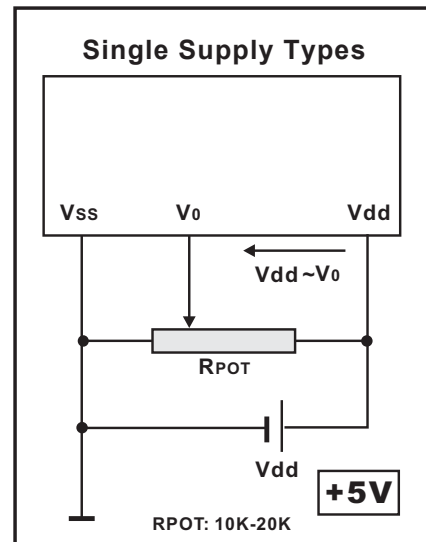 Single Supply Types
Vss V0 Vdd
Vdd ~V0
RPOT
Vdd
+5V
RPOT: 10K-20K